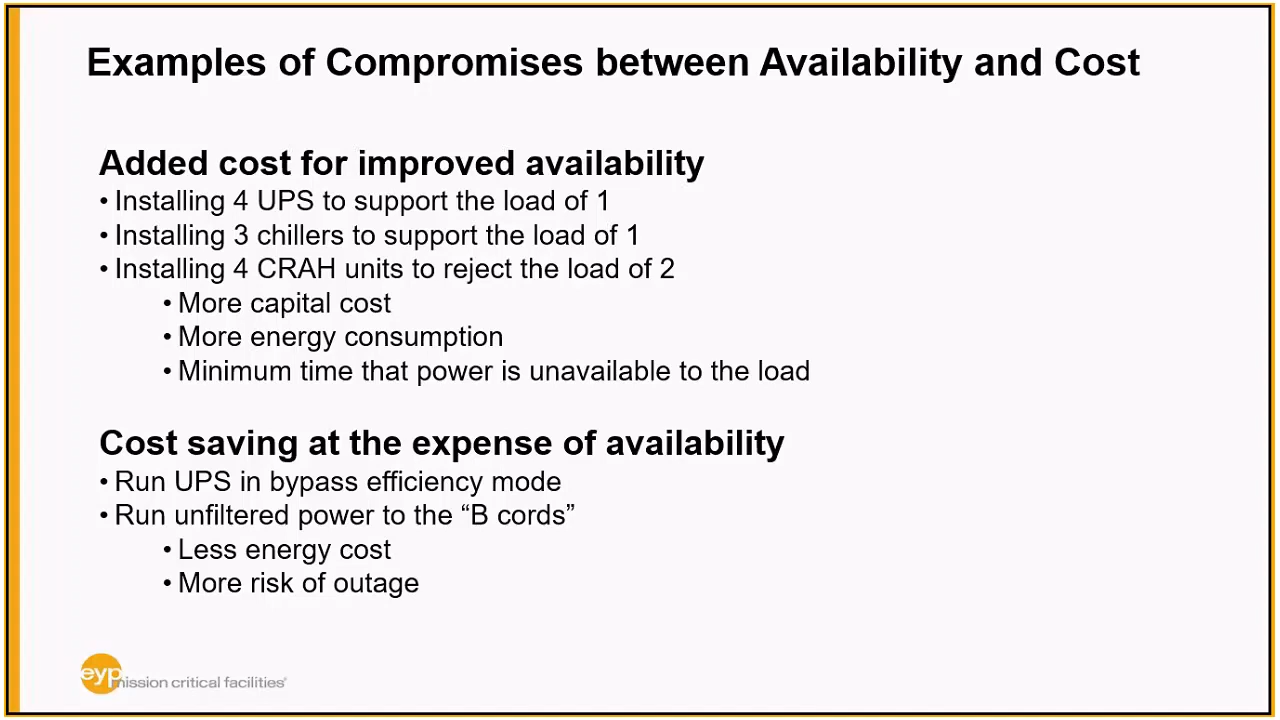 Examples of Compromises between Availability and Cost
Added cost for improved availability
• Installing 4 UPS to support the load of 1
• Installing 3 chillers to support the load of 1
• Installing 4 CRAH units to reject the load of 2
• More capital cost
• More energy consumption
• Minimum time that power is unavailable to the load
Cost saving at the expense of availability
• Run UPS in bypass efficiency mode
• Run unfiltered power to the “B cords”
• Less energy cost
• More risk of outage
eyp
mission critical facilities